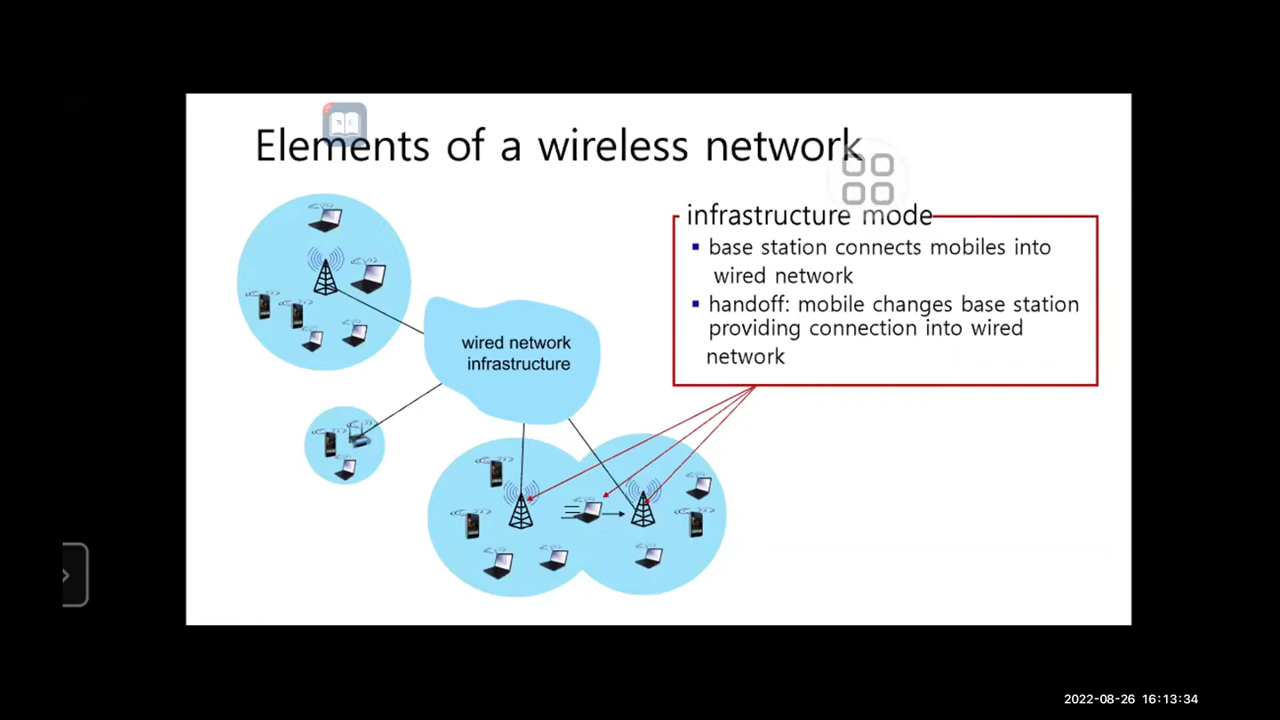 Elements of a wireless network
infrastructure mode
▪ base station connects mobiles into
wired network
▪ handoff: mobile changes base station
providing connection into wired
network
wired network
infrastructure
2022-08-26 16:13:34